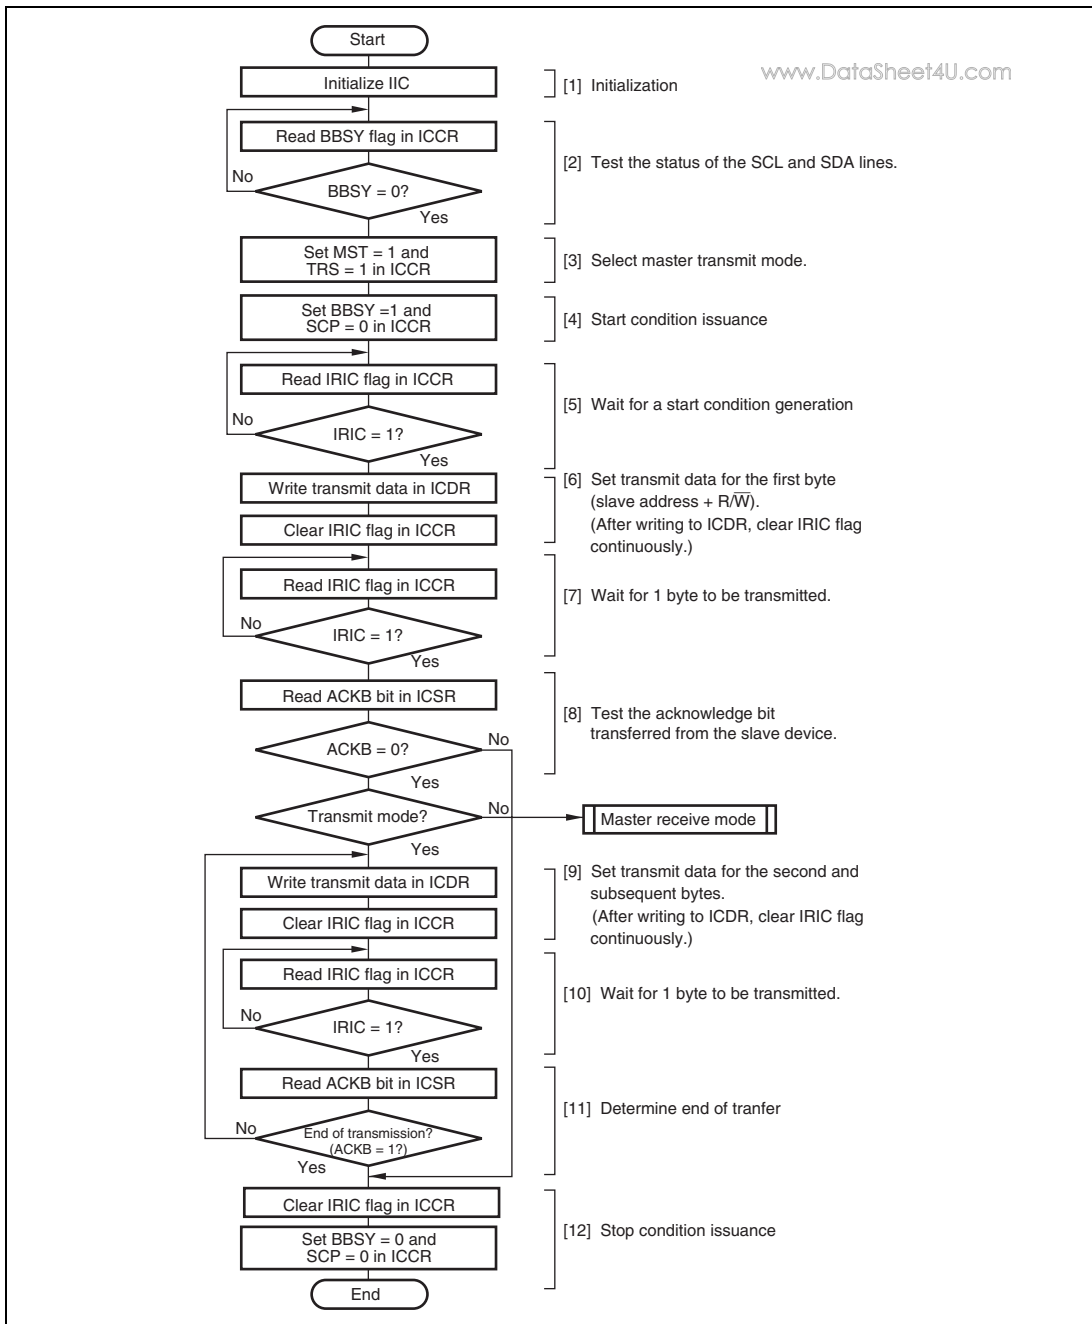 Start
www.DataSheet4U.com
Initialize IIC
[1] Initialization
Read BBSY flag in ICCR
[2] Test the status of the SCL and SDA lines.
No
BBSY = 0?
Yes
Set MST = 1 and
TRS = 1 in ICCR
[3] Select master transmit mode.
Set BBSY =1 and
SCP = 0 in ICCR
[4] Start condition issuance
Read IRIC flag in ICCR
[5] Wait for a start condition generation
No
IRIC = 1?
Yes
Write transmit data in ICDR
Clear IRIC flag in ICCR
[6] Set transmit data for the first byte
(slave address + R/W̅).
(After writing to ICDR, clear IRIC flag
continuously.)
Read IRIC flag in ICCR
[7] Wait for 1 byte to be transmitted.
No
IRIC = 1?
Yes
Read ACKB bit in ICSR
[8] Test the acknowledge bit
transferred from the slave device.
ACKB = 0?
No
Yes
Transmit mode?
No
Master receive mode
Yes
Write transmit data in ICDR
Clear IRIC flag in ICCR
[9] Set transmit data for the second and
subsequent bytes.
(After writing to ICDR, clear IRIC flag
continuously.)
Read IRIC flag in ICCR
[10] Wait for 1 byte to be transmitted.
No
IRIC = 1?
Yes
Read ACKB bit in ICSR
[11] Determine end of tranfer
No
End of transmission?
(ACKB = 1?)
Yes
Clear IRIC flag in ICCR
[12] Stop condition issuance
Set BBSY = 0 and
SCP = 0 in ICCR
End